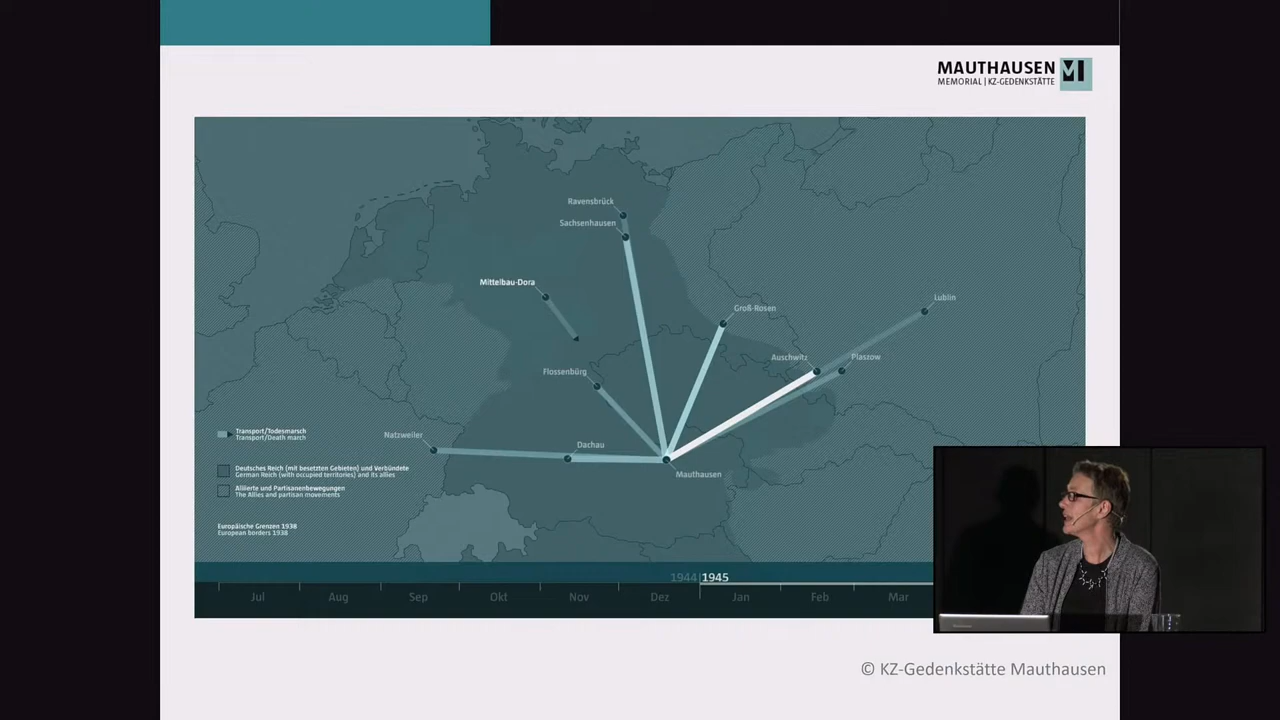 MAUTHAUSEN
MEMORIAL | KZ-GEDENKSTÄTTE
Ravensbrück
Sachsenhausen
Mittelbau-Dora
Lublin
Groß-Rosen
Auschwitz
Plaszow
Flossenbürg
Natzweiler
Dachau
Mauthausen
Transport/Todesmarsch
Transport/Death march
Deutsches Reich (mit besetzten Gebieten) und Verbündete
German Reich (with occupied territories) and its allies
Alliierte und Partisanenbewegungen
The Allies and partisan movements
Europäische Grenzen 1938
European borders 1938
1944 1945
Jul Aug Sep Okt Nov Dez Jan Feb Mar
© KZ-Gedenkstätte Mauthausen